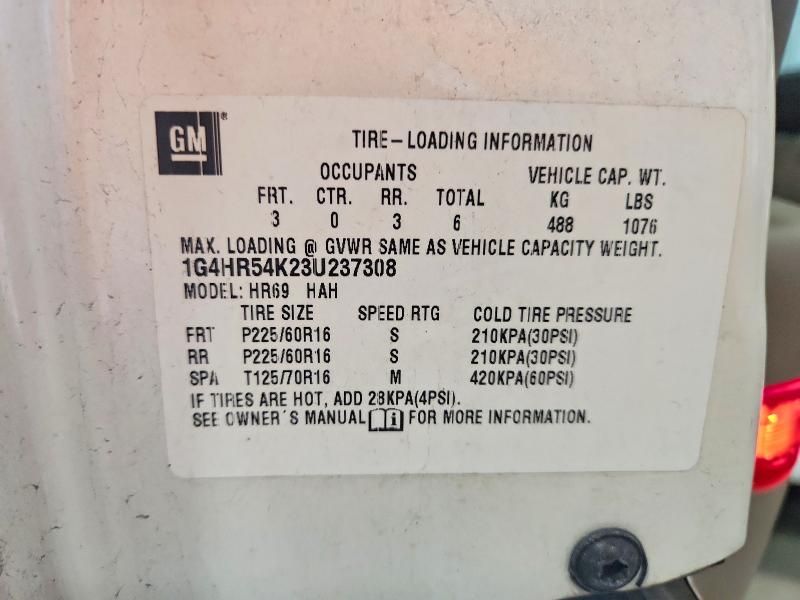 GM®
TIRE-LOADING INFORMATION
OCCUPANTS VEHICLE CAP. WT.
FRT. CTR. RR. TOTAL KG LBS
3 0 3 6 488 1076
MAX. LOADING @ GVWR SAME AS VEHICLE CAPACITY WEIGHT.
1G4HR54K23U237308
MODEL: HR69 HAH
TIRE SIZE SPEED RTG COLD TIRE PRESSURE
FRT P225/60R16 S 210KPA(30PSI)
RR P225/60R16 S 210KPA(30PSI)
SPA T125/70R16 M 420KPA(60PSI)
IF TIRES ARE HOT, ADD 28KPA(4PSI).
SEE OWNER'S MANUAL i FOR MORE INFORMATION.